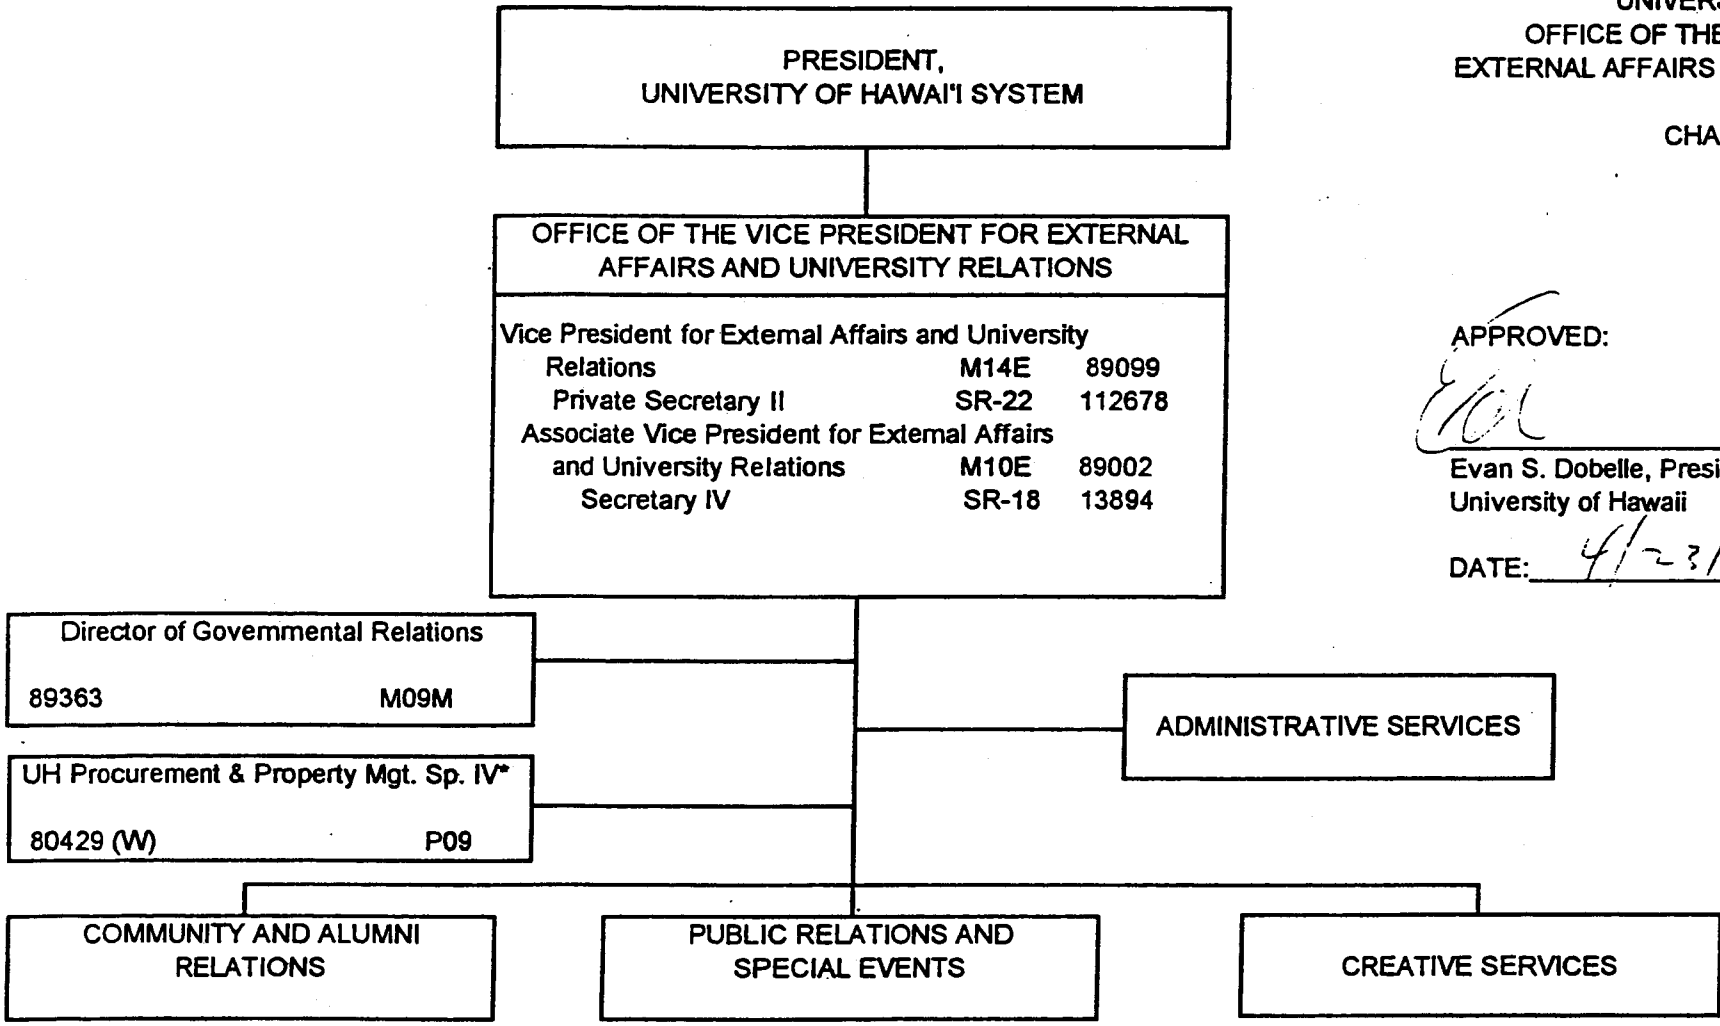 PRESIDENT,
UNIVERSITY OF HAWAI'I SYSTEM
OFFICE OF THE
EXTERNAL AFFAIRS
OFFICE OF THE VICE PRESIDENT FOR EXTERNAL
AFFAIRS AND UNIVERSITY RELATIONS
Vice President for External Affairs and University
Relations M14E 89099
Private Secretary II SR-22 112678
Associate Vice President for External Affairs
and University Relations M10E 89002
Secretary IV SR-18 13894
APPROVED:
Evan S. Dobelle,
University of Hawaii
DATE: 4/23/
Director of Governmental Relations
89363 M09M
UH Procurement & Property Mgt. Sp. IV*
80429 (W) P09
ADMINISTRATIVE SERVICES
COMMUNITY AND ALUMNI
RELATIONS
PUBLIC RELATIONS AND
SPECIAL EVENTS
CREATIVE SERVICES